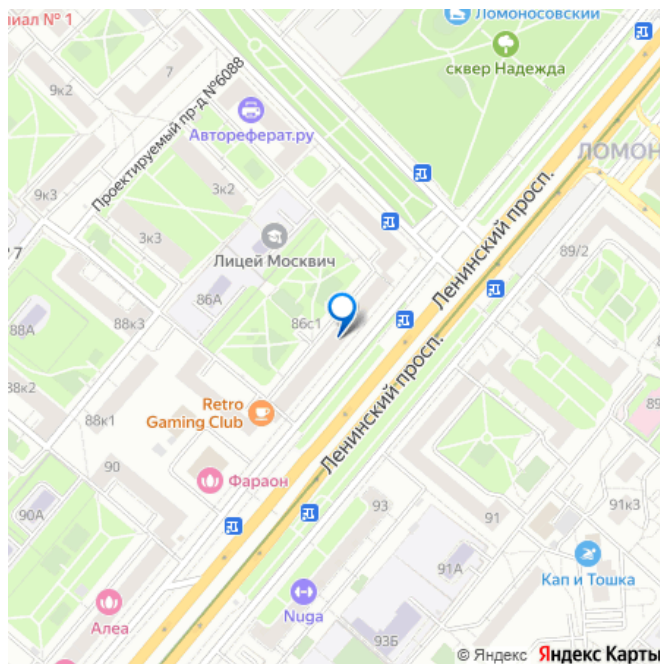 иал № 1
Ломоносовский
7
9к2
сквер Надежда
Проектируемый пр-д №6088
Автореферат.ру
ЛОМОН
3к2
9к3
Ленинский просп.
3к3
27
Лицей Москвич
89/2
86А
88А
88к3
86с1
88к2
Ленинский просп.
Retro
Gaming Club
88к1
89
90
Фараон
93
91
91к3
90А
91А
Кап и Тошка
Nuga
Алеа
93Б
© Яндекс Яндекс Карты